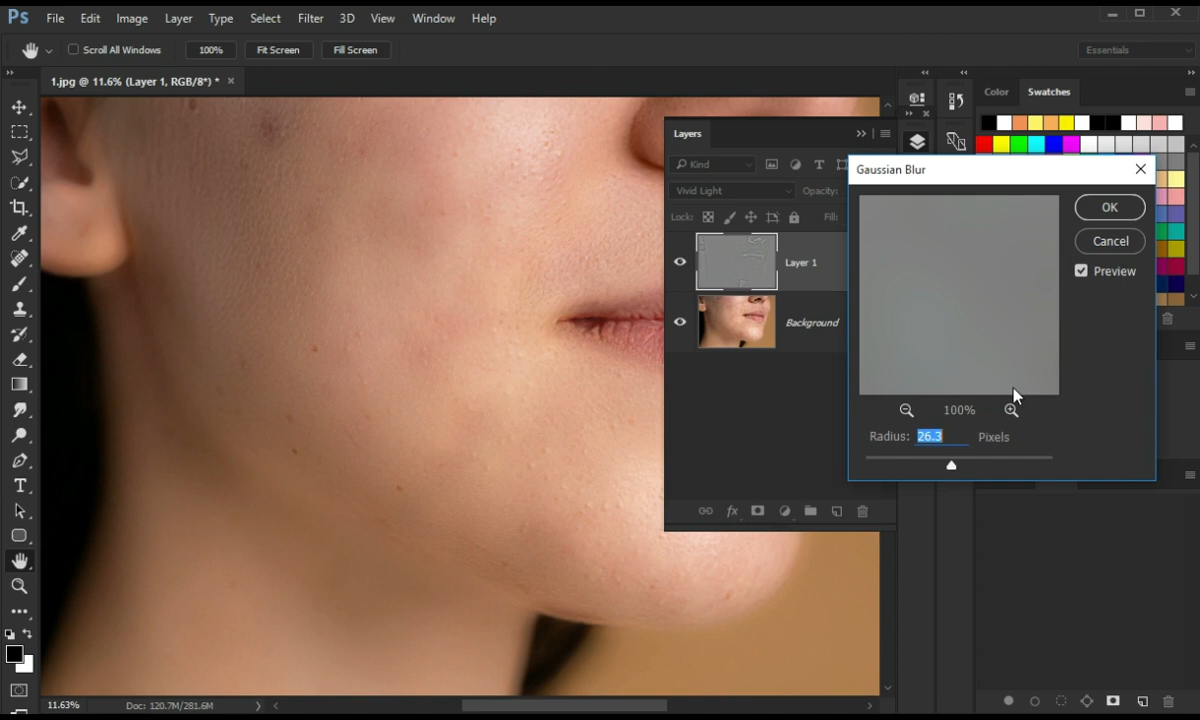 Ps File Edit Image Layer Type Select Filter 3D View Window Help
Scroll All Windows 100% Fit Screen Fill Screen Essentials
1.jpg @ 11.6% (Layer 1, RGB/8*) * ×
Color Swatches
Layers
Kind
Vivid Light Opacity:
Lock: Fill:
Layer 1
Background
fx
Gaussian Blur
OK
Cancel
Preview
100%
Radius: 26.3 Pixels
11.63% Doc: 120.7M/281.6M